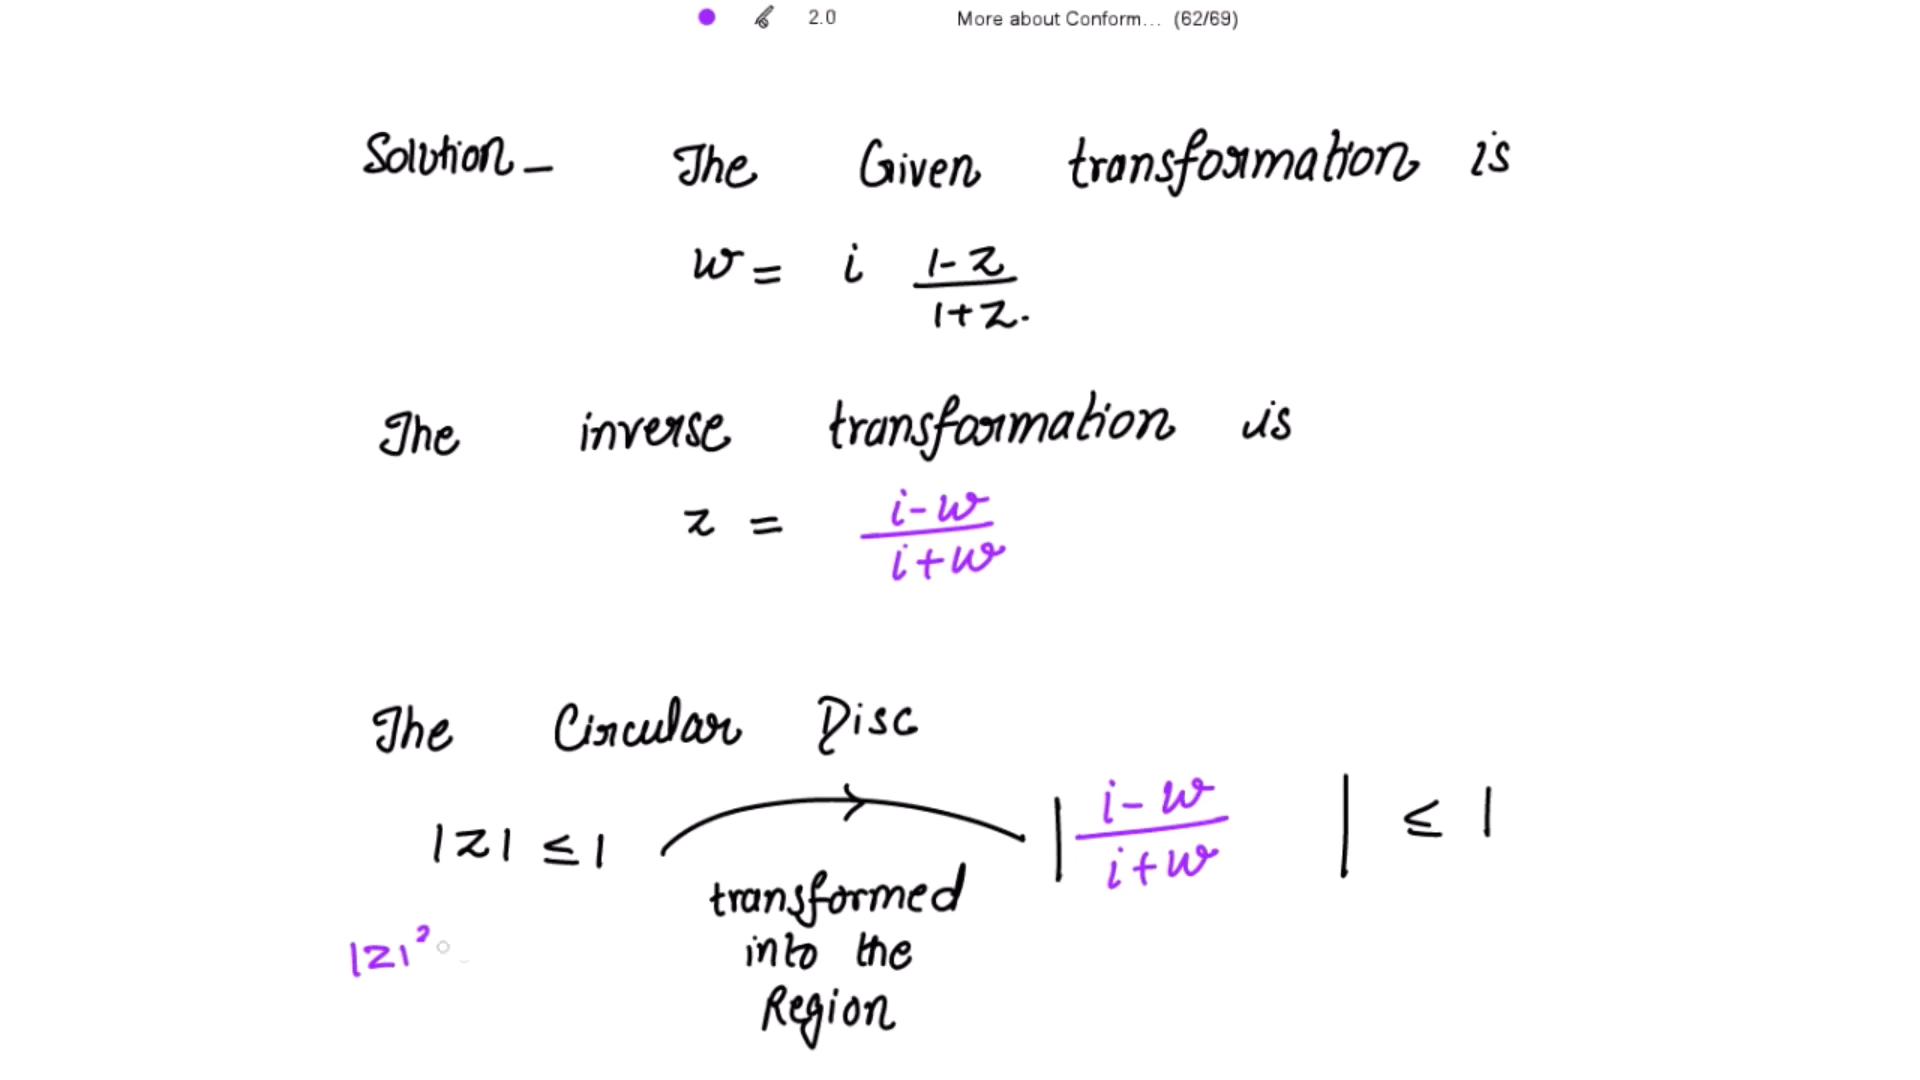 2.0 More about Conform... (62/69)
Solution - The Given transformation is
w = i (1-z)/(1+z).
The inverse transformation is
z = (i-w)/(i+w)
The Circular Disc
|z| ≤ 1 |(i-w)/(i+w)| ≤ 1
transformed
into the
Region
|z|²